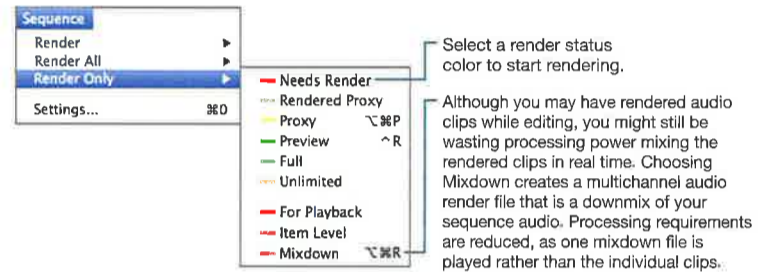 Sequence
Render
Render All
Render Only
Settings... ⌘0
Needs Render
Rendered Proxy
Proxy ⌥⌘P
Preview ^R
Full
Unlimited
For Playback
Item Level
Mixdown ⌥⌘R
Select a render status
color to start rendering.
Although you may have rendered audio
clips while editing, you might still be
wasting processing power mixing the
rendered clips in real time. Choosing
Mixdown creates a multichannel audio
render file that is a downmix of your
sequence audio. Processing requirements
are reduced, as one mixdown file is
played rather than the individual clips.